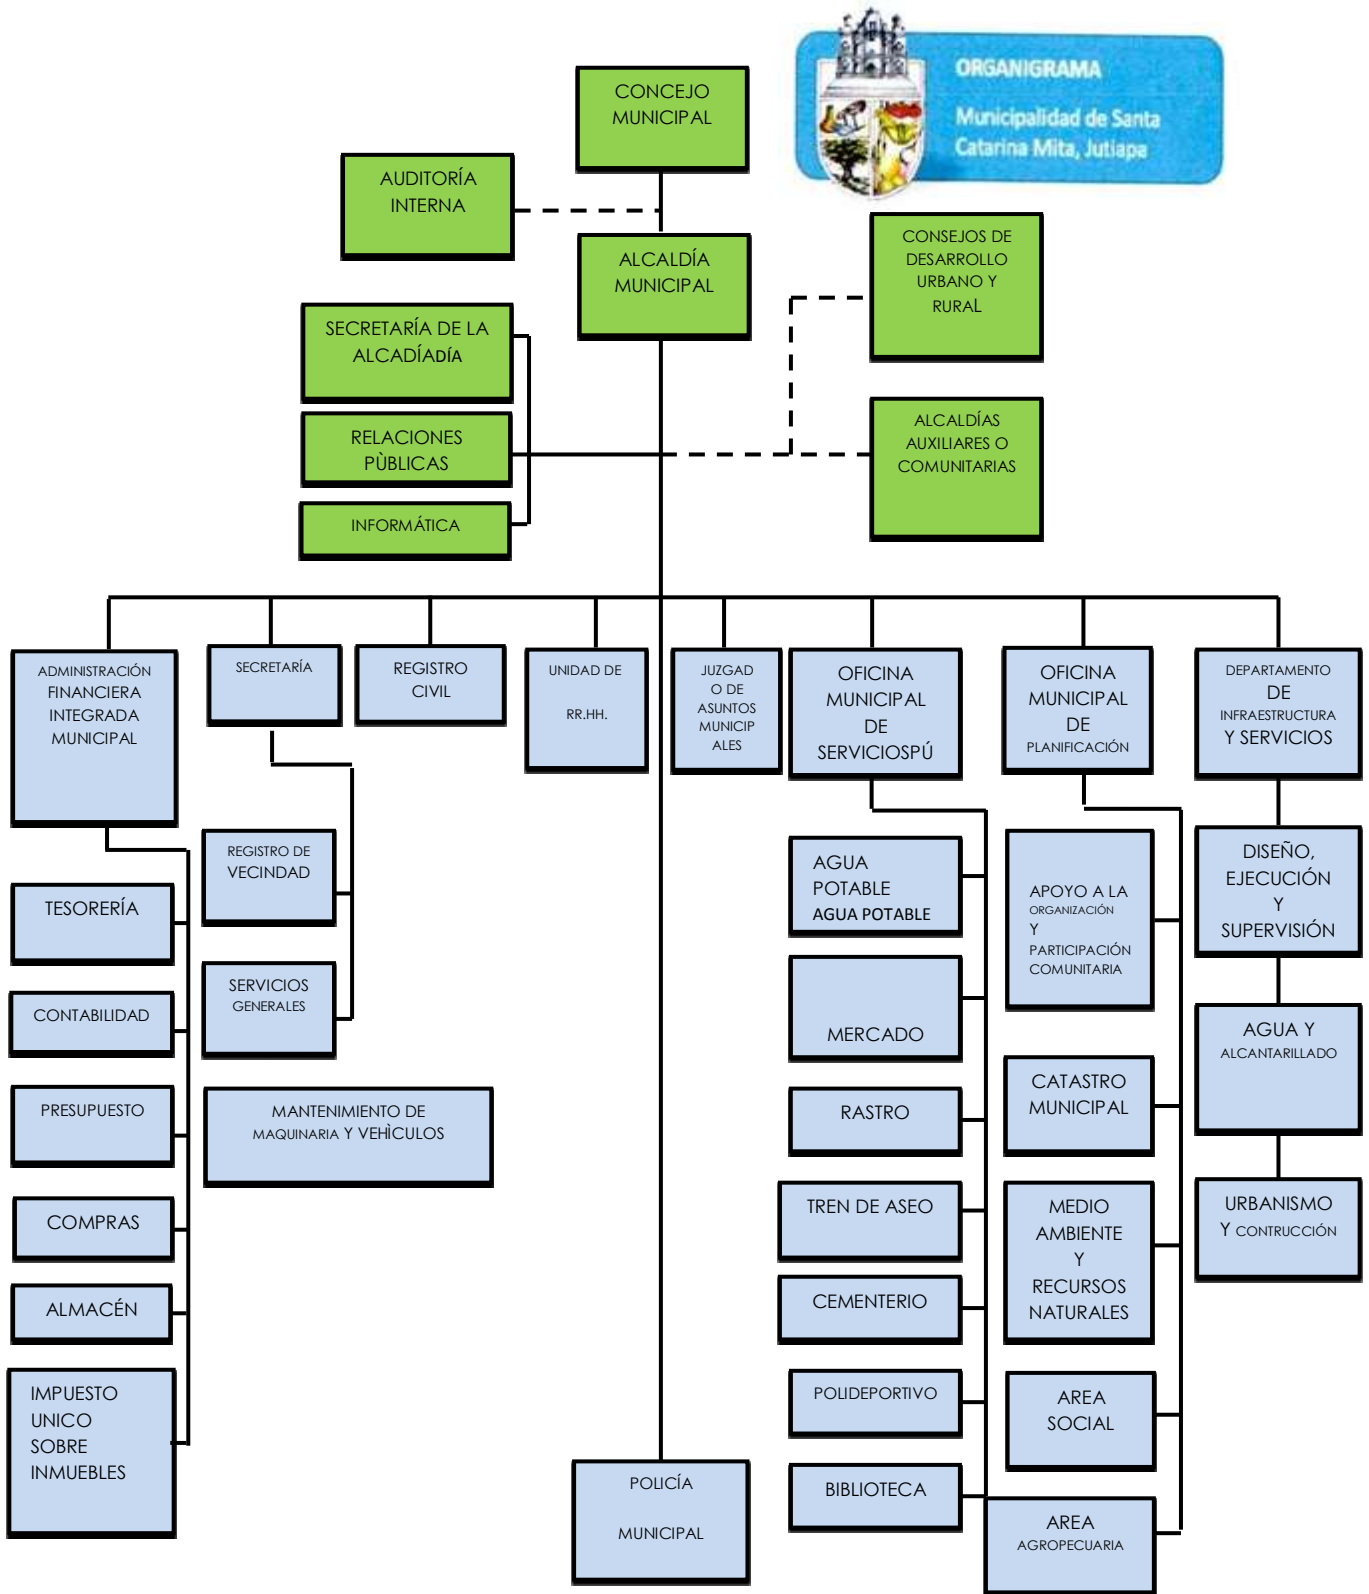 ORGANIGRAMA
Municipalidad de Santa
Catarina Mita, Jutiapa
CONCEJO
MUNICIPAL
AUDITORÍA
INTERNA
ALCALDÍA
MUNICIPAL
CONSEJOS DE
DESARROLLO
URBANO Y
RURAL
SECRETARÍA DE LA
ALCADÍADÍA
RELACIONES
PÙBLICAS
INFORMÁTICA
ALCALDÍAS
AUXILIARES O
COMUNITARIAS
ADMINISTRACIÓN
FINANCIERA
INTEGRADA
MUNICIPAL
SECRETARÍA
REGISTRO
CIVIL
UNIDAD DE
RR.HH.
JUZGAD
O DE
ASUNTOS
MUNICIP
ALES
OFICINA
MUNICIPAL
DE
SERVICIOSPÚ
OFICINA
MUNICIPAL
DE
PLANIFICACIÓN
DEPARTAMENTO
DE
INFRAESTRUCTURA
Y SERVICIOS
TESORERÍA
CONTABILIDAD
PRESUPUESTO
COMPRAS
ALMACÉN
IMPUESTO
UNICO
SOBRE
INMUEBLES
REGISTRO DE
VECINDAD
SERVICIOS
GENERALES
MANTENIMIENTO DE
MAQUINARIA Y VEHÌCULOS
POLICÍA
MUNICIPAL
AGUA
POTABLE
AGUA POTABLE
MERCADO
RASTRO
TREN DE ASEO
CEMENTERIO
POLIDEPORTIVO
BIBLIOTECA
APOYO A LA
ORGANIZACIÓN
Y
PARTICIPACIÓN
COMUNITARIA
CATASTRO
MUNICIPAL
MEDIO
AMBIENTE
Y
RECURSOS
NATURALES
AREA
SOCIAL
AREA
AGROPECUARIA
DISEÑO,
EJECUCIÓN
Y
SUPERVISIÓN
AGUA Y
ALCANTARILLADO
URBANISMO
Y CONTRUCCIÓN